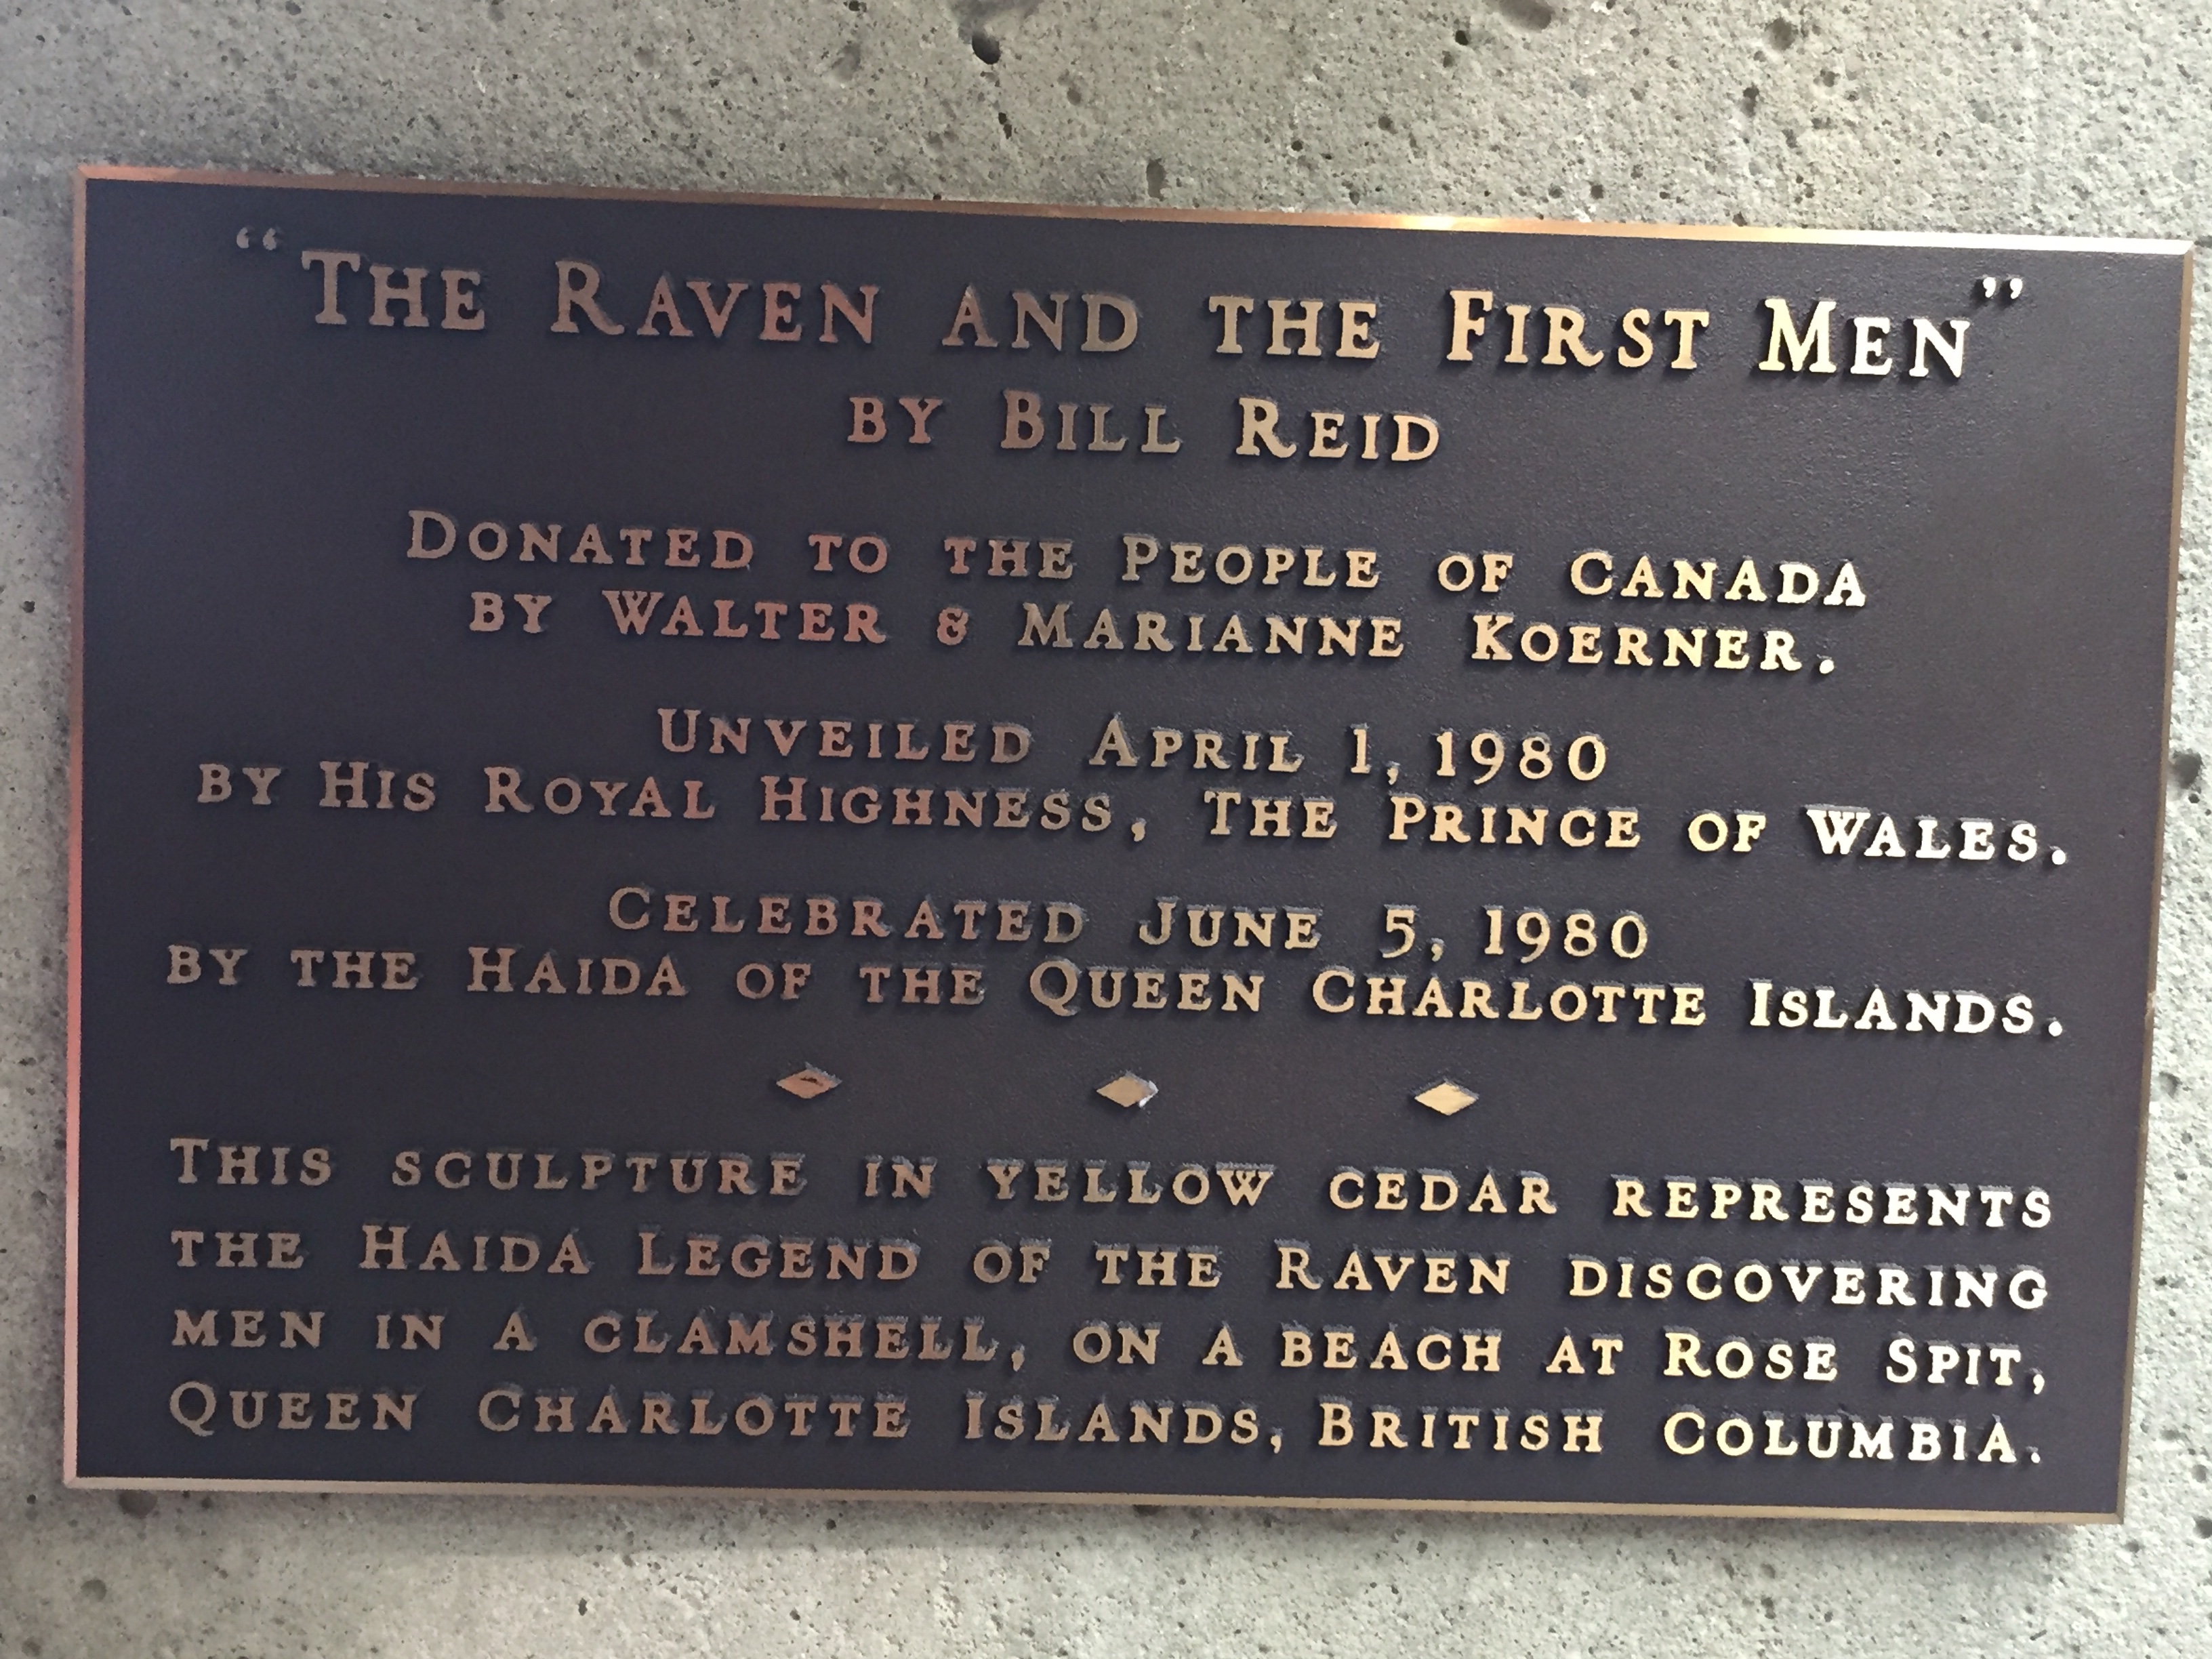 “The Raven and the First Men”
by Bill Reid
Donated to the People of Canada
by Walter & Marianne Koerner.
Unveiled April 1, 1980
by His Royal Highness, The Prince of Wales.
Celebrated June 5, 1980
by the Haida of the Queen Charlotte Islands.
This sculpture in yellow cedar represents
the Haida Legend of the Raven discovering
men in a clamshell, on a beach at Rose Spit,
Queen Charlotte Islands, British Columbia.